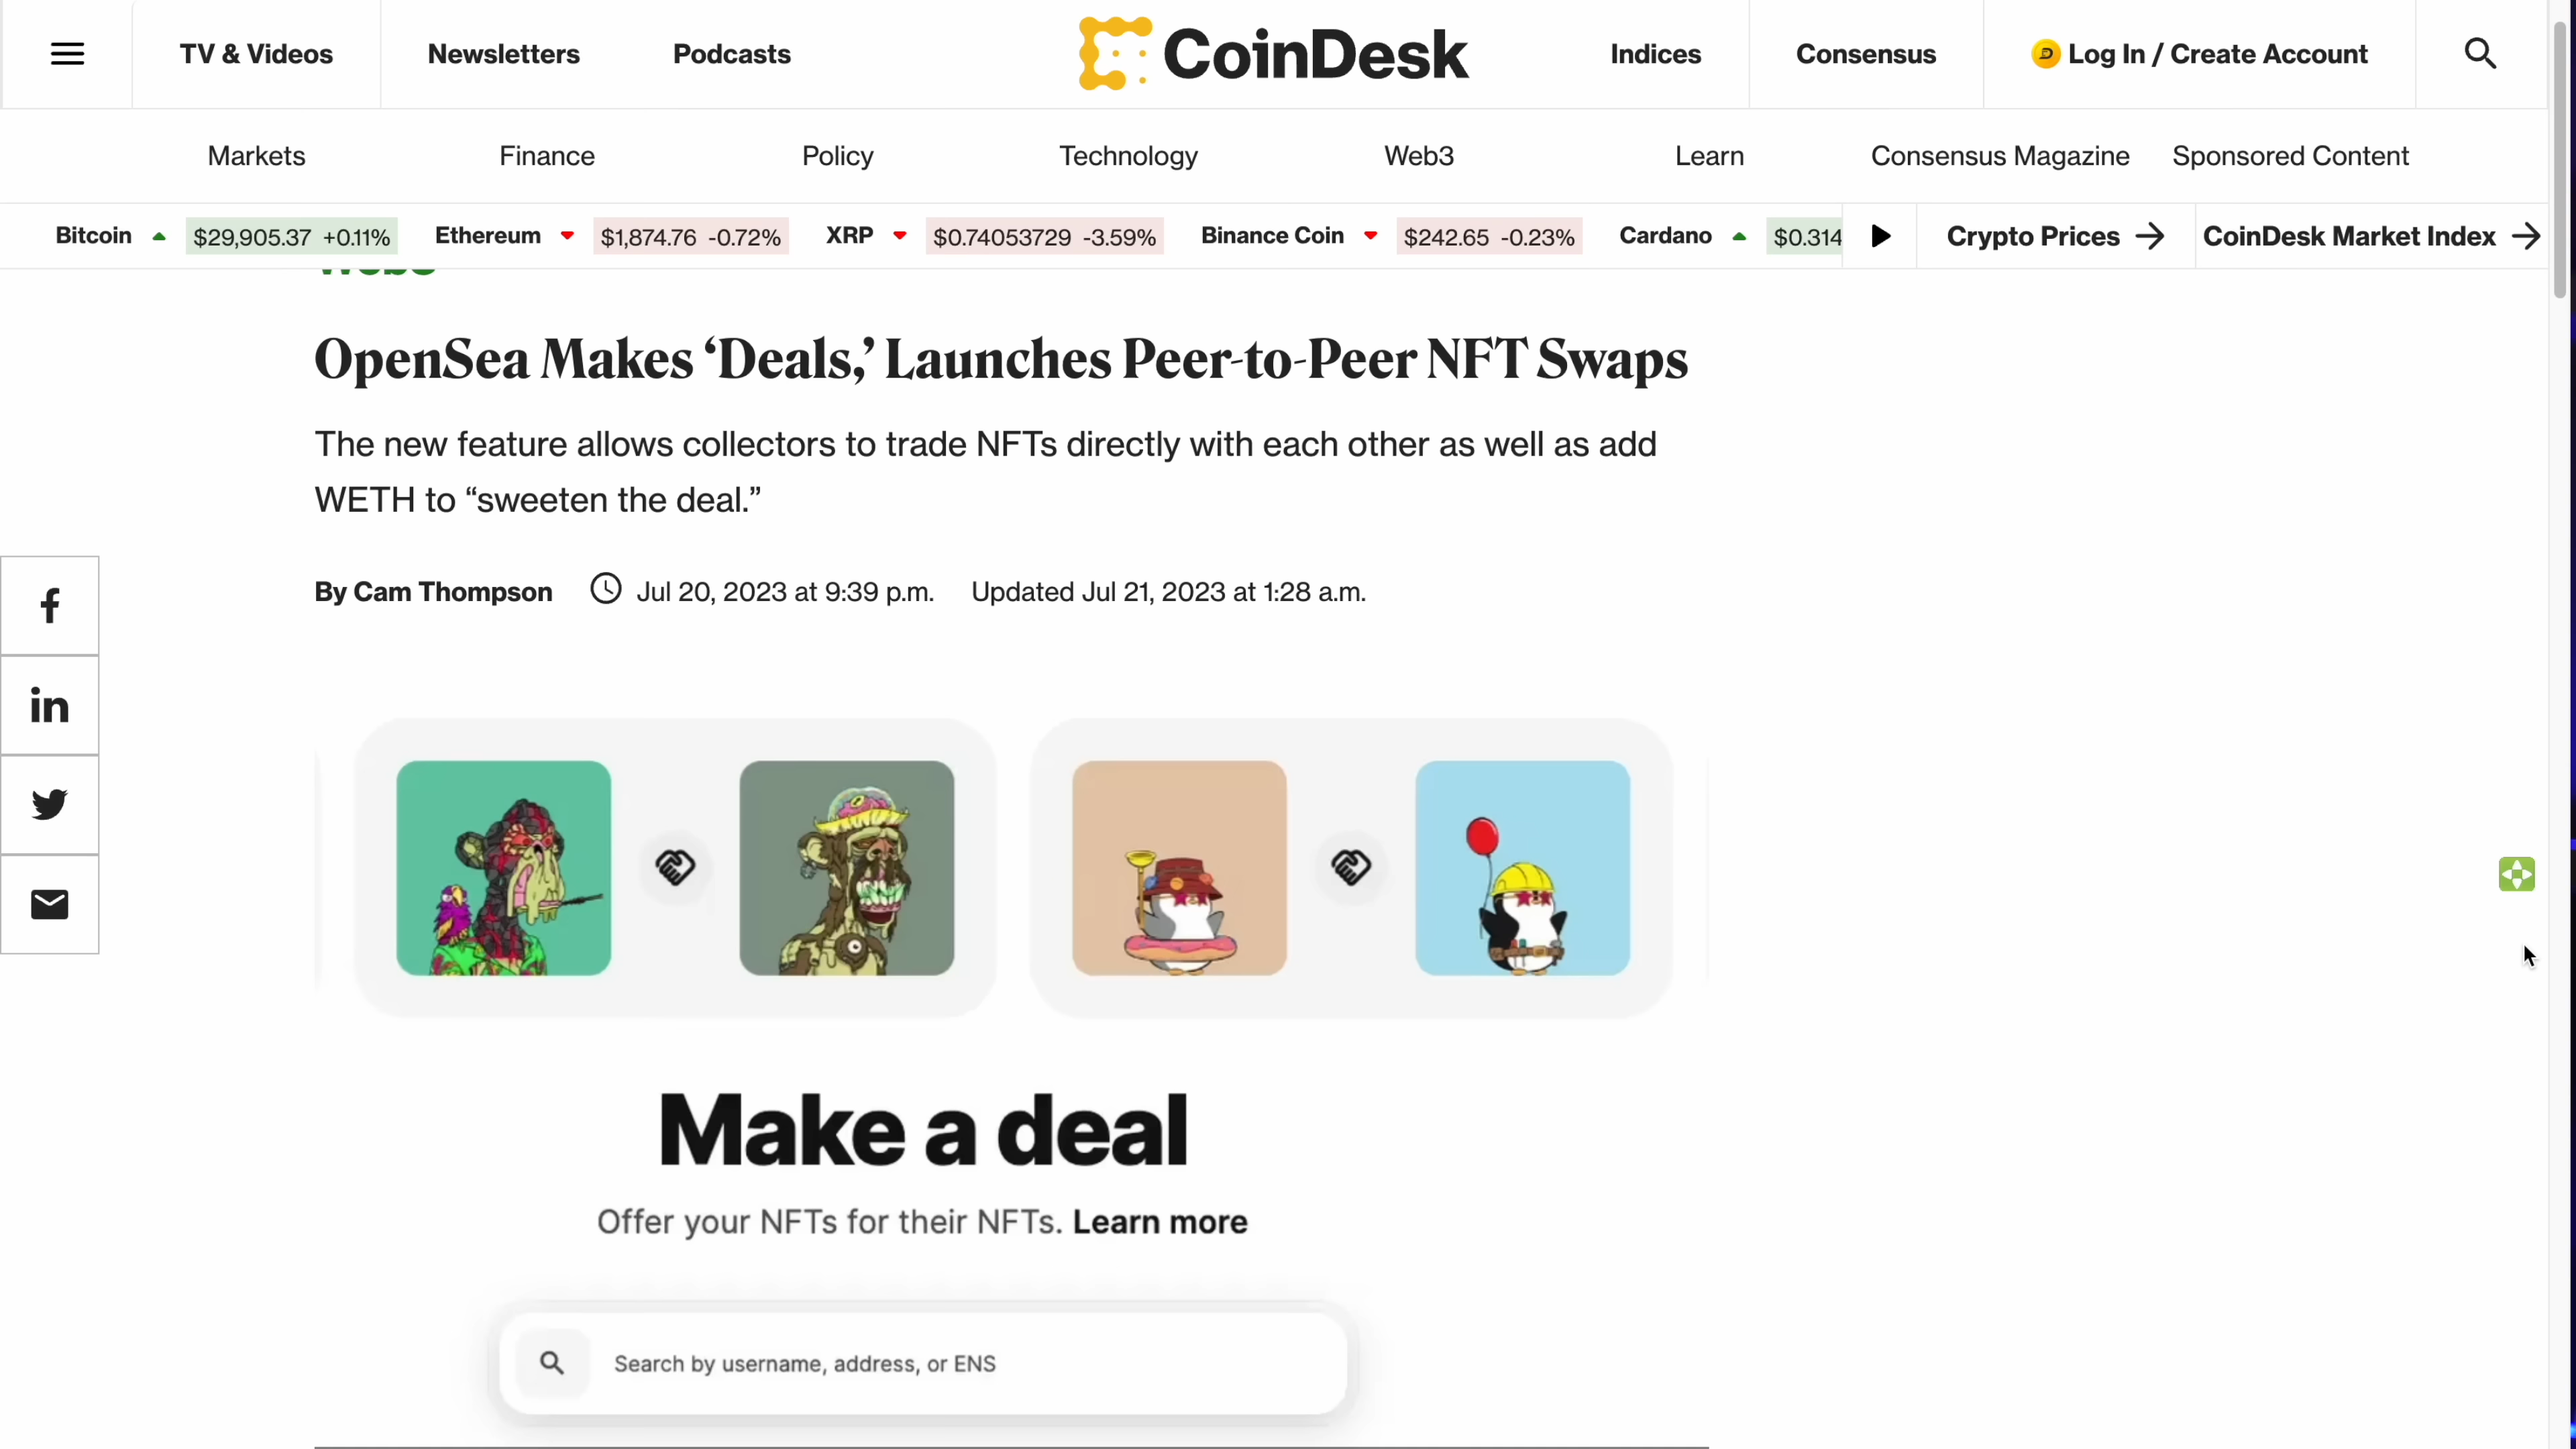 TV & Videos
Newsletters
Podcasts
CoinDesk
Indices
Consensus
Log In / Create Account
Markets
Finance
Policy
Technology
Web3
Learn
Consensus Magazine
Sponsored Content
Bitcoin $29,905.37 +0.11%
Ethereum $1,874.76 -0.72%
XRP $0.74053729 -3.59%
Binance Coin $242.65 -0.23%
Cardano $0.314
Crypto Prices
CoinDesk Market Index
OpenSea Makes ‘Deals,’ Launches Peer-to-Peer NFT Swaps
The new feature allows collectors to trade NFTs directly with each other as well as add
WETH to “sweeten the deal.”
By Cam Thompson
Jul 20, 2023 at 9:39 p.m.
Updated Jul 21, 2023 at 1:28 a.m.
Make a deal
Offer your NFTs for their NFTs. Learn more
Search by username, address, or ENS